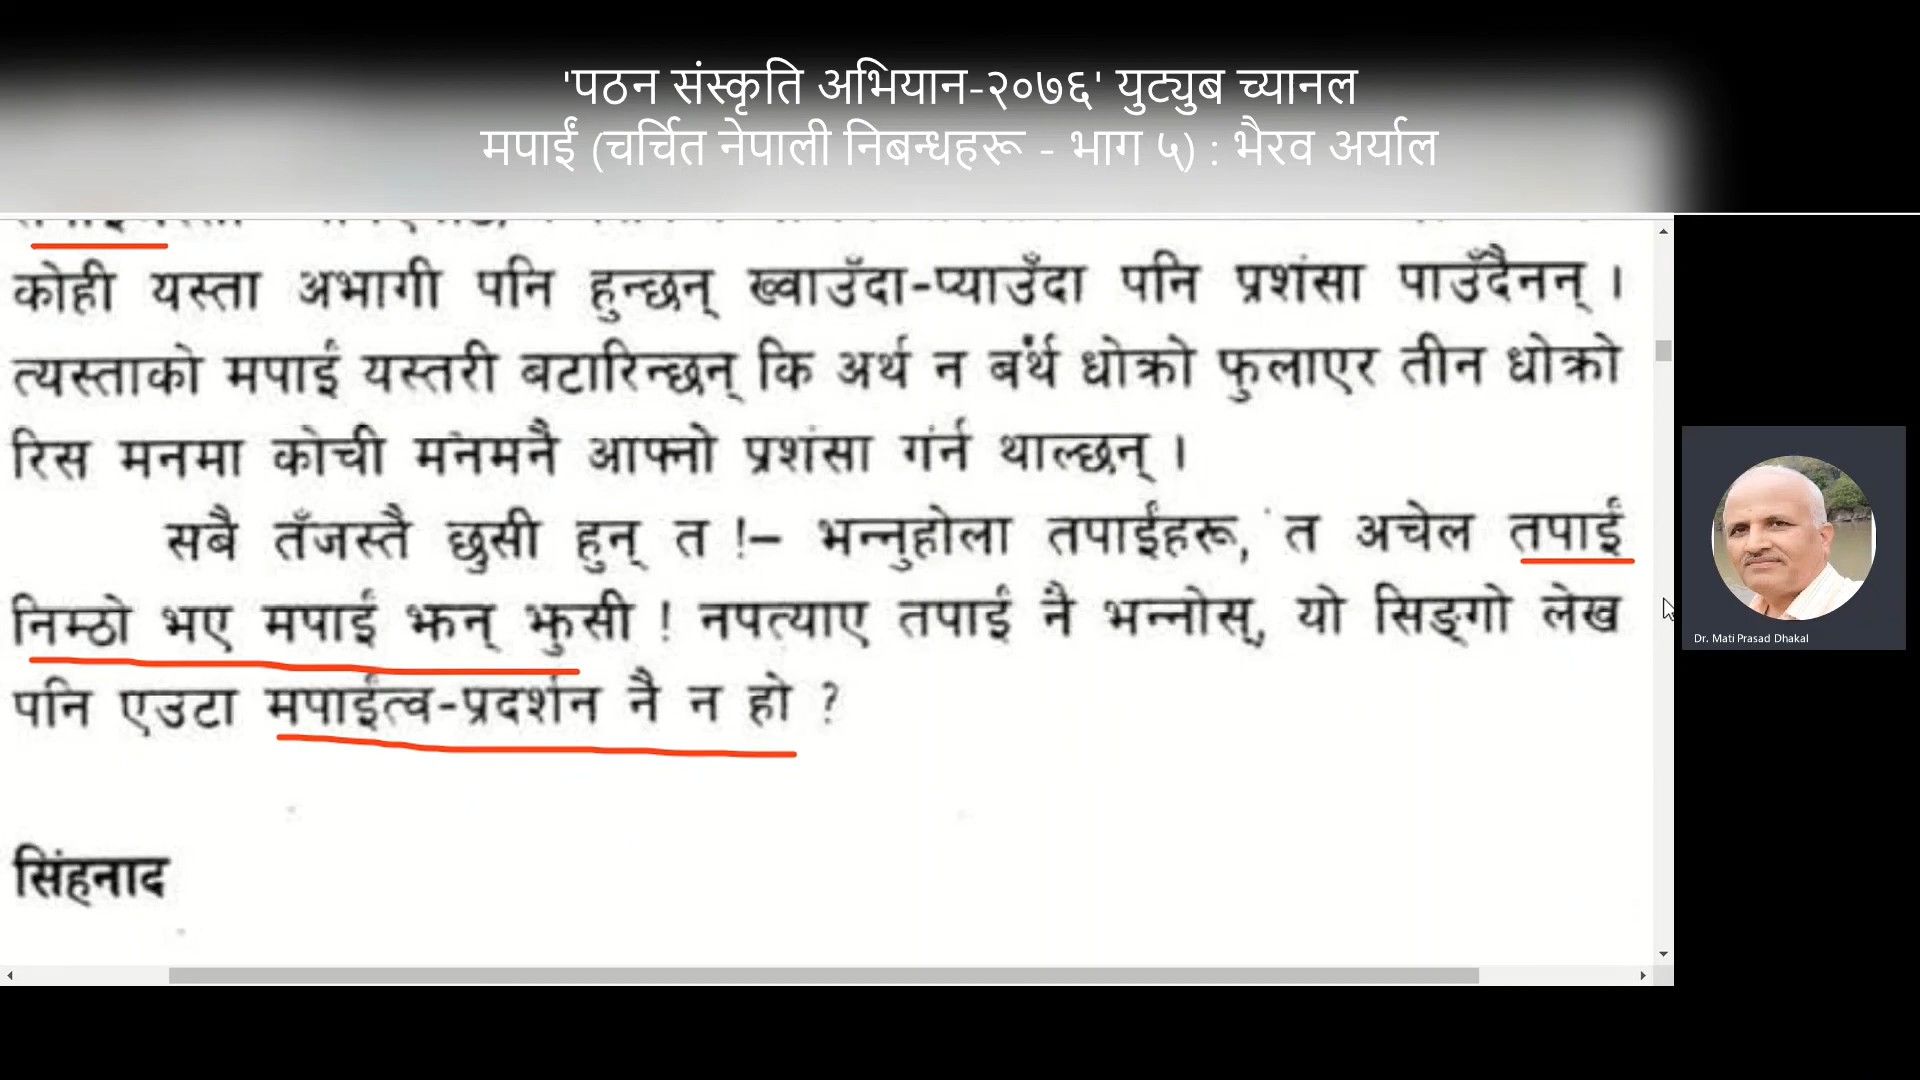 'पठन संस्कृति अभियान-२०७६' युट्युब च्यानल
मपाईं (चर्चित नेपाली निबन्धहरू - भाग ५) : भैरव अर्याल
कोही यस्ता अभागी पनि हुन्छन् ख्वाउँदा-प्याउँदा पनि प्रशंसा पाउँदैनन् ।
त्यस्ताको मपाईं यस्तरी बटारिन्छन् कि अर्थ न बर्थ धोक्रो फुलाएर तीन धोक्रो
रिस मनमा कोची मनमनै आफ्नो प्रशंसा गर्न थाल्छन् ।
सबै तँजस्तै छुसी हुन् त !– भन्नुहोला तपाईंहरू, त अचेल तपाईं
निम्ठो भए मपाईं झन् झुसी ! नपत्याए तपाईं नै भन्नोस्, यो सिङ्गो लेख
पनि एउटा मपाईंत्व-प्रदर्शन नै न हो ?
सिंहनाद
Dr. Mati Prasad Dhakal